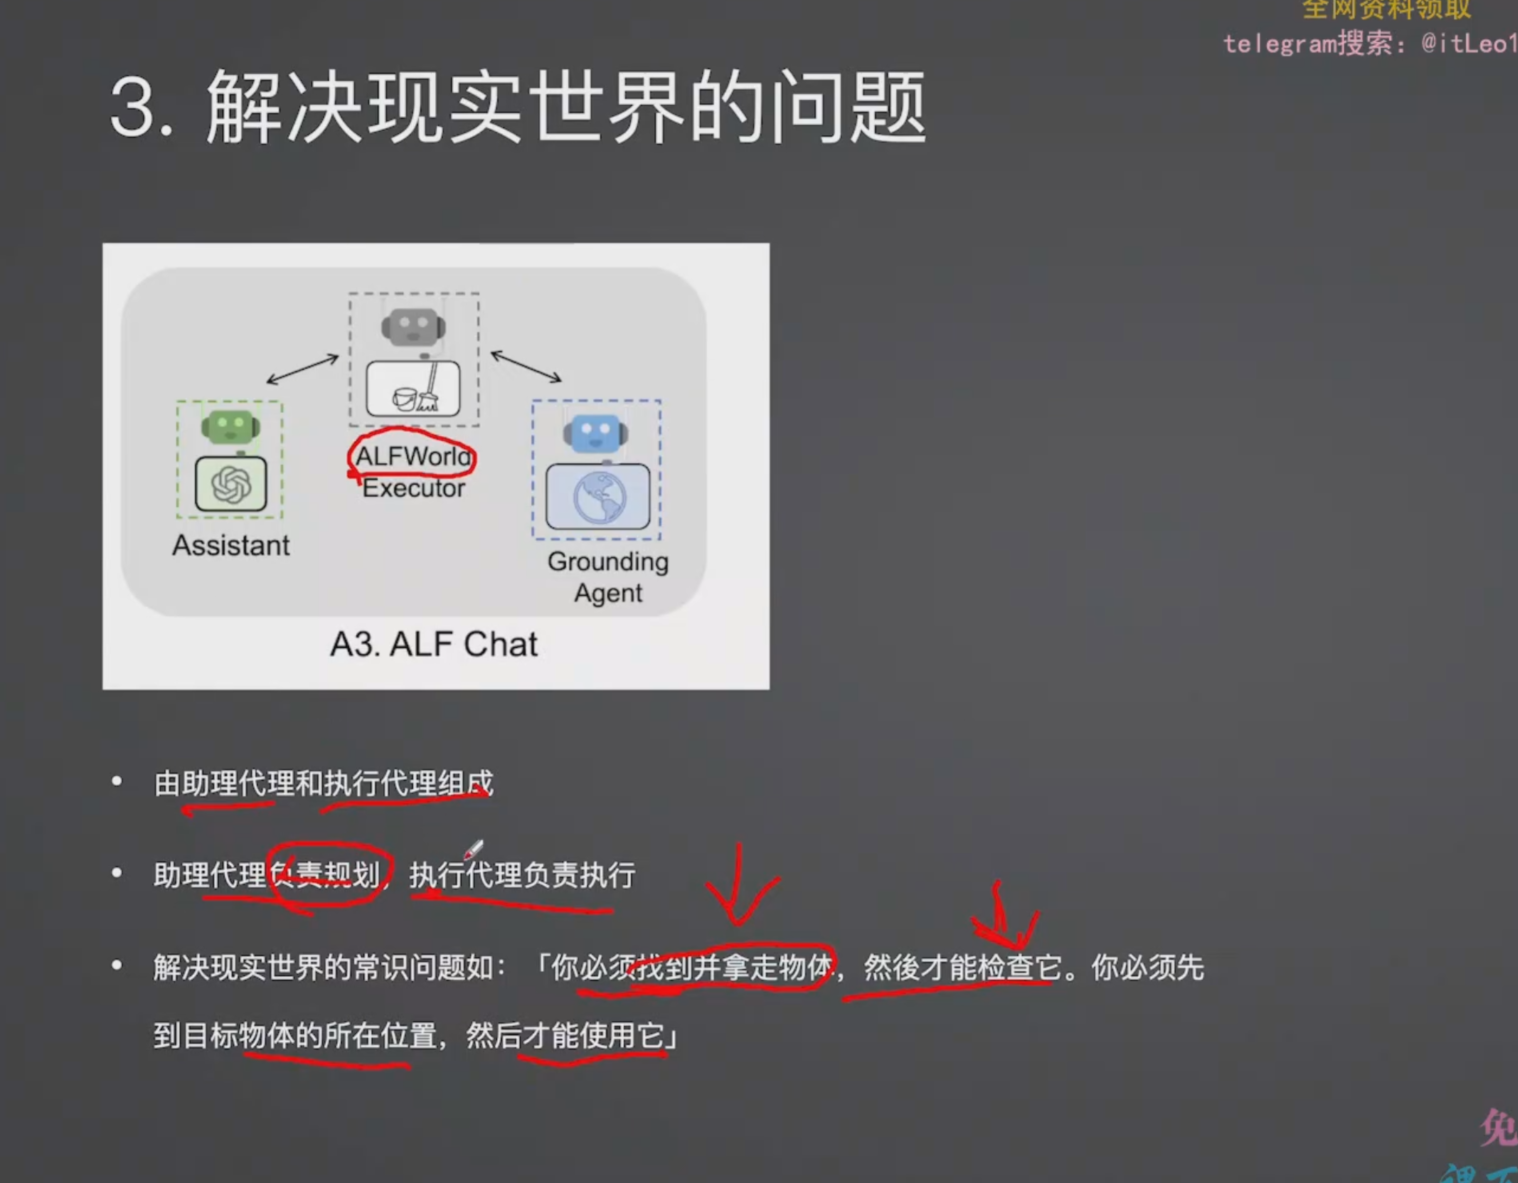 全网资料领取
telegram搜索：@itLeo1
3. 解决现实世界的问题
ALFWorld
Executor
Assistant
Grounding
Agent
A3. ALF Chat
• 由助理代理和执行代理组成
• 助理代理负责规划，执行代理负责执行
• 解决现实世界的常识问题如：「你必须找到并拿走物体，然後才能检查它。你必须先
到目标物体的所在位置，然后才能使用它」
免